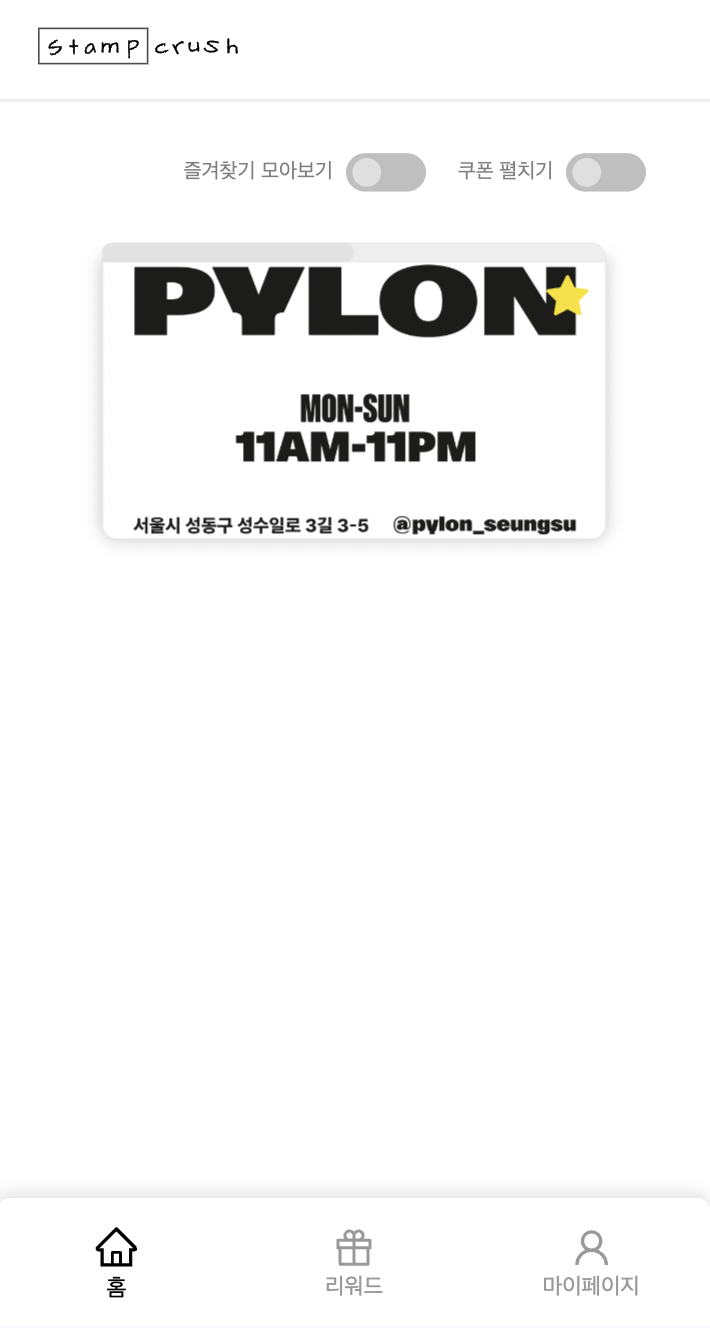 stamp crush
즐겨찾기 모아보기 쿠폰 펼치기
PYLON
MON-SUN
11AM-11PM
서울시 성동구 성수일로 3길 3-5 @pylon_seungsu
홈 리워드 마이페이지